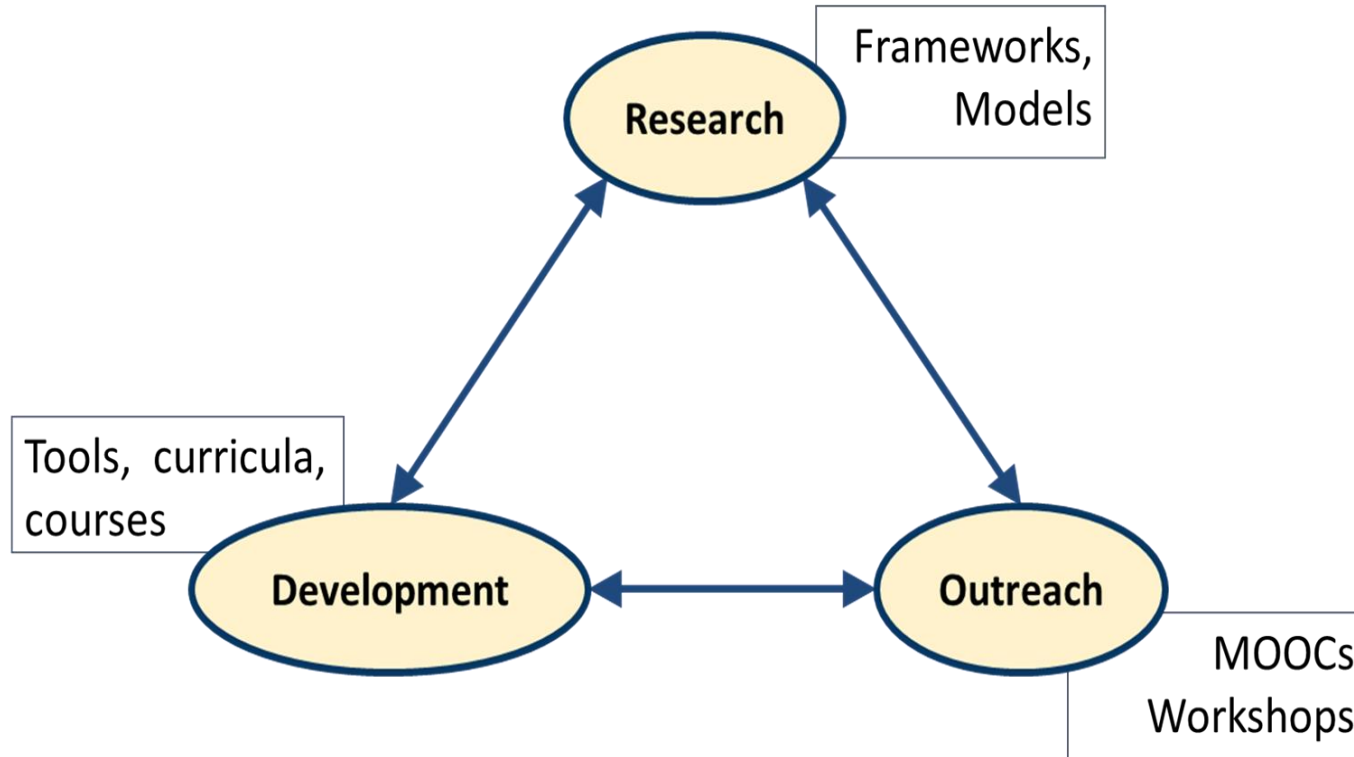 Frameworks,
Models
Research
Tools, curricula,
courses
Development
Outreach
MOOCs
Workshops